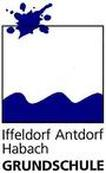 Iffeldorf Antdorf
Habach
GRUNDSCHULE